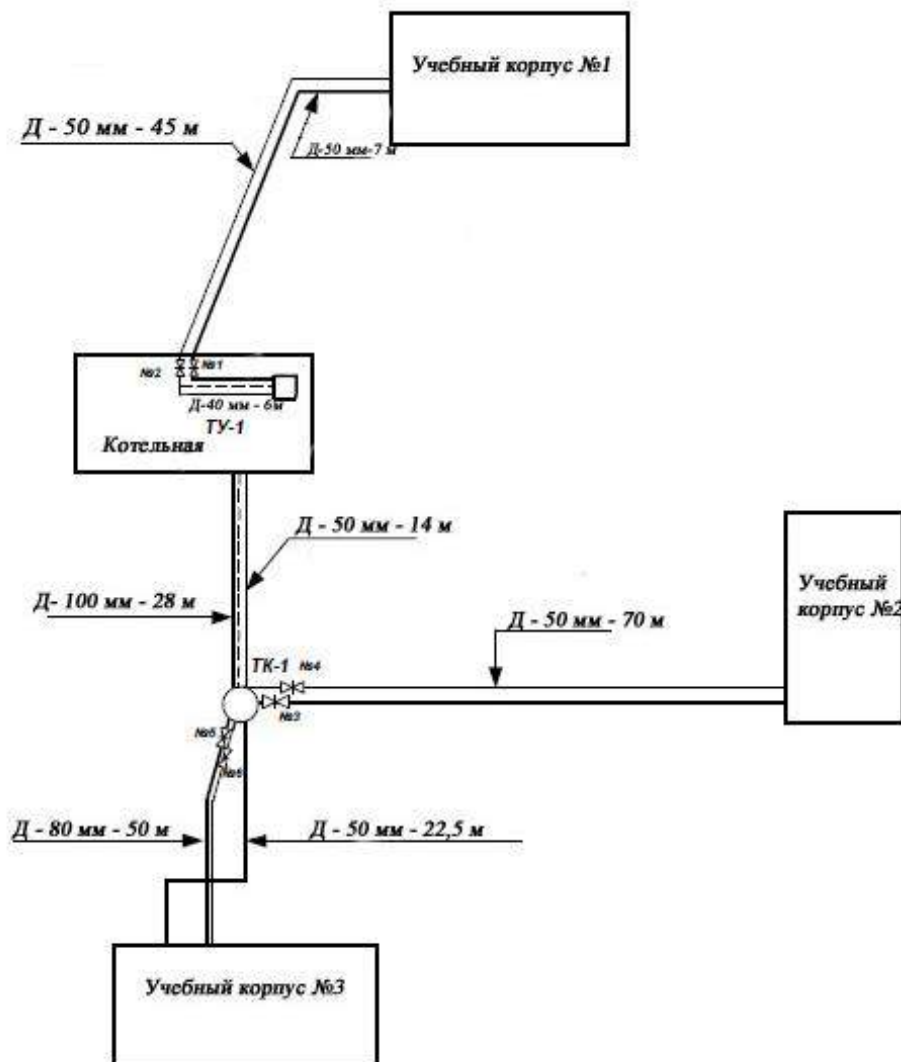 Учебный корпус №1
Д - 50 мм - 45 м
Д-50 мм-7 м
№2
№1
Д-40 мм - 6м
ТУ-1
Котельная
Д - 50 мм - 14 м
Д- 100 мм - 28 м
Учебный
корпус №2
Д - 50 мм - 70 м
ТК-1
№4
№3
№5
Д - 80 мм - 50 м
Д - 50 мм - 22,5 м
Учебный корпус №3